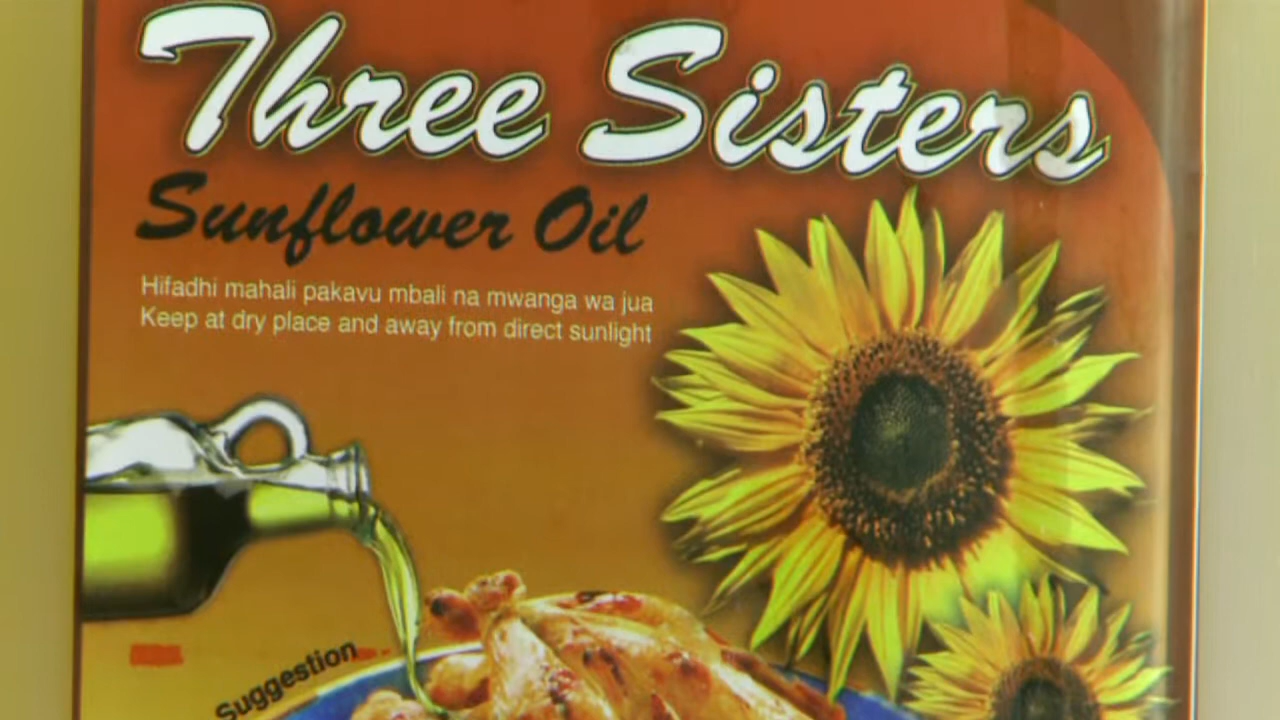 Three Sisters
Sunflower Oil
Hifadhi mahali pakavu mbali na mwanga wa jua
Keep at dry place and away from direct sunlight
Suggestion